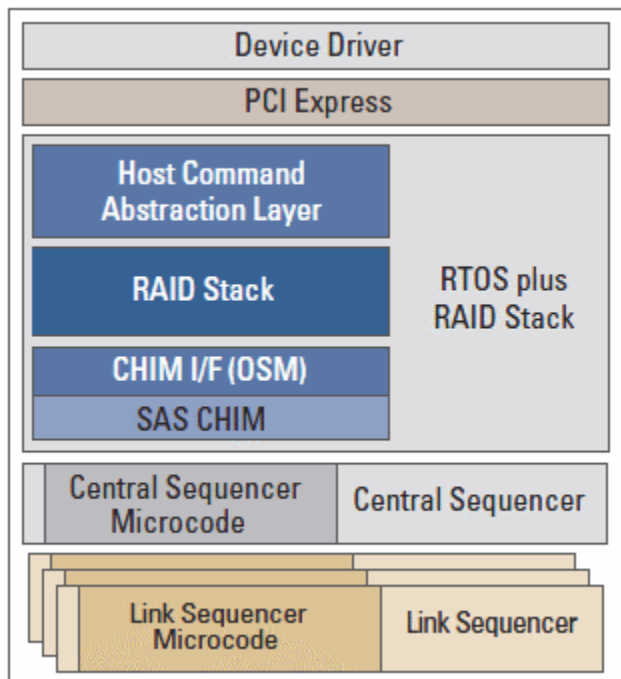 Device Driver
PCI Express
Host Command
Abstraction Layer
RAID Stack
CHIM I/F (OSM)
SAS CHIM
RTOS plus
RAID Stack
Central Sequencer
Microcode
Central Sequencer
Link Sequencer
Microcode
Link Sequencer